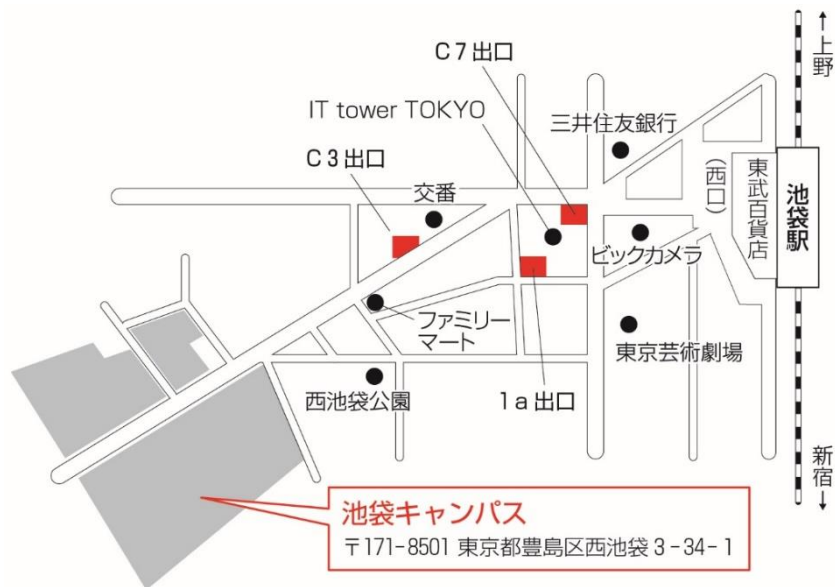 ↑上野
C7出口
IT tower TOKYO
三井住友銀行
C3出口
交番
(西口)
東武百貨店
池袋駅
ビックカメラ
ファミリー
マート
東京芸術劇場
西池袋公園
1a出口
新宿↓
池袋キャンパス
〒171-8501 東京都豊島区西池袋3-34-1